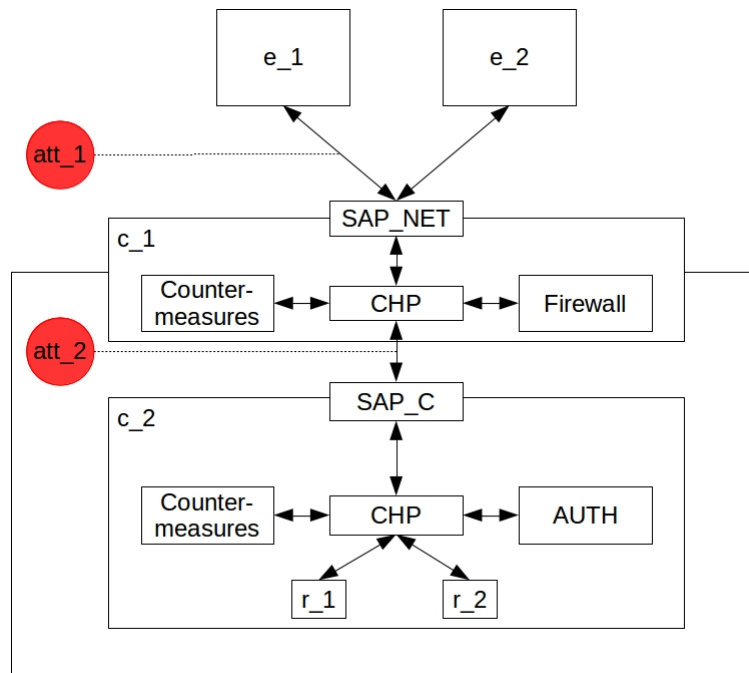 e_1
e_2
att_1
SAP_NET
c_1
Counter-
measures
CHP
Firewall
att_2
SAP_C
c_2
Counter-
measures
CHP
AUTH
r_1
r_2